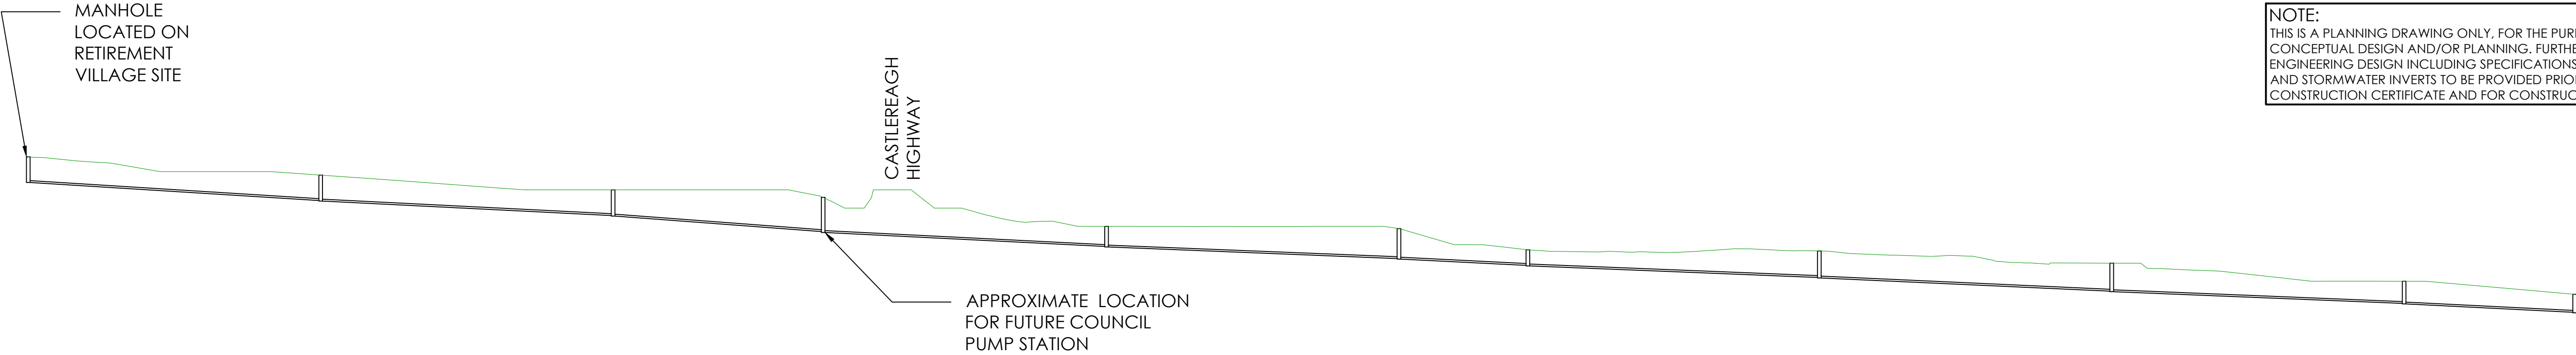 MANHOLE
LOCATED ON
RETIREMENT
VILLAGE SITE
CASTLEREAGH
HIGHWAY
APPROXIMATE LOCATION
FOR FUTURE COUNCIL
PUMP STATION
NOTE:
THIS IS A PLANNING DRAWING ONLY, FOR THE
CONCEPTUAL DESIGN AND/OR PLANNING.
ENGINEERING DESIGN INCLUDING SPECIFICATIONS
AND STORMWATER INVERTS TO BE PROVIDED
CONSTRUCTION CERTIFICATE AND FOR